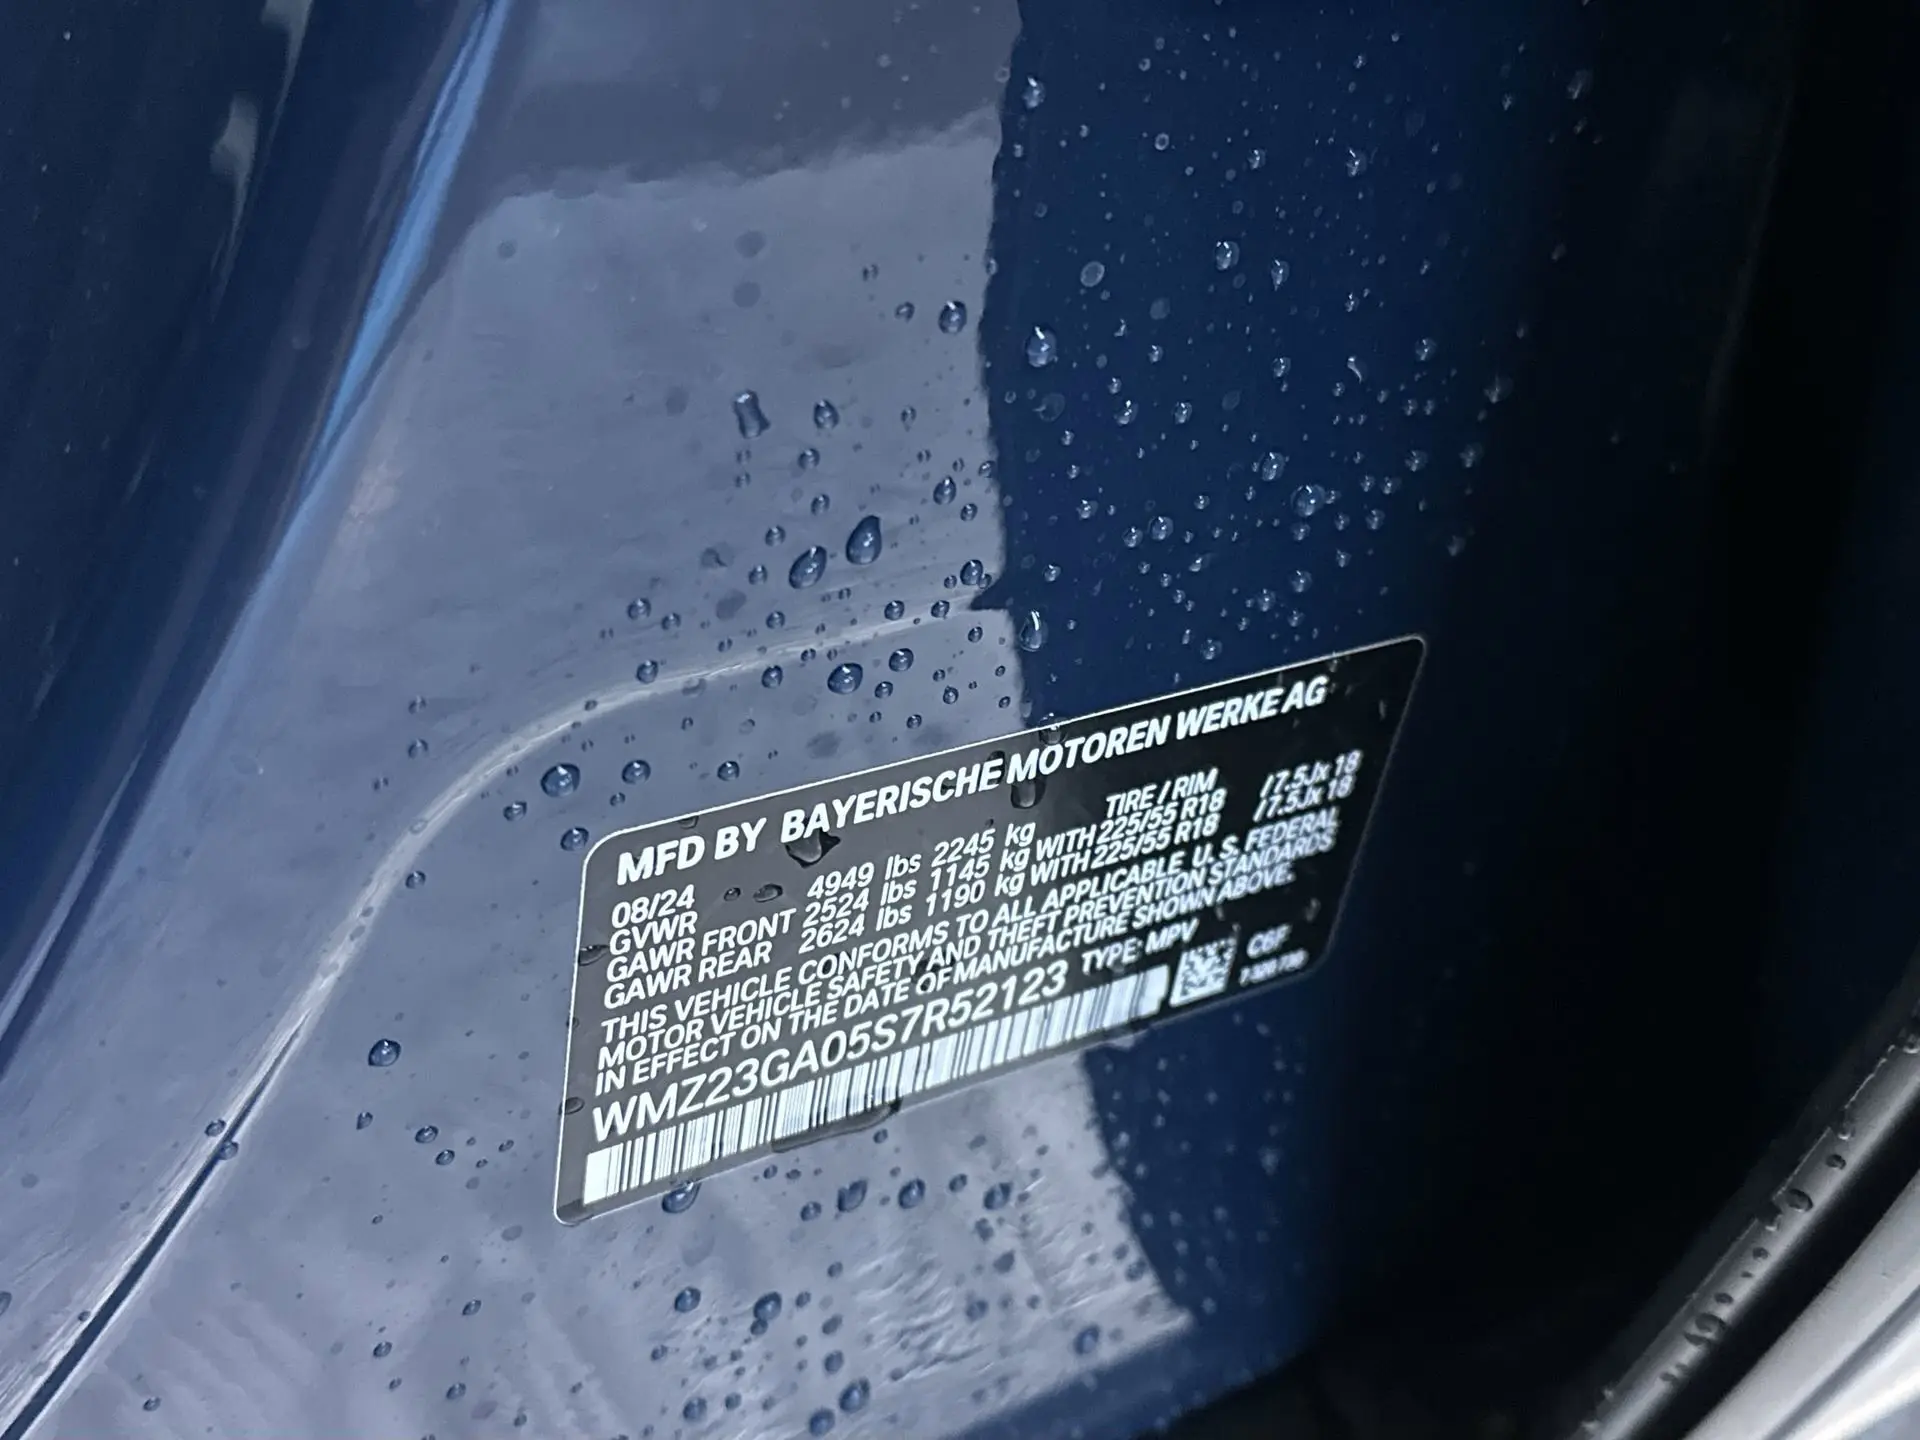 MFD BY BAYERISCHE MOTOREN WERKE AG
08/24 TIRE / RIM
GVWR 4949 lbs 2245 kg
GAWR FRONT 2524 lbs 1145 kg WITH 225/55 R18 /7.5Jx 18
GAWR REAR 2624 lbs 1190 kg WITH 225/55 R18 /7.5Jx 18
THIS VEHICLE CONFORMS TO ALL APPLICABLE U. S. FEDERAL
MOTOR VEHICLE SAFETY AND THEFT PREVENTION STANDARDS
IN EFFECT ON THE DATE OF MANUFACTURE SHOWN ABOVE.
WMZ23GA05S7R52123 TYPE: MPV
C6F